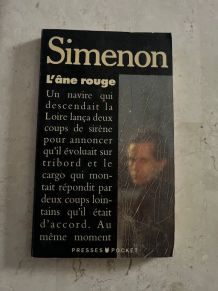 Simenon
L'âne rouge
Un navire qui
descendait la
Loire lança deux
coups de sirène
pour annoncer
qu'il évoluait sur
tribord et le
cargo qui mon-
tait répondit par
deux coups loin-
tains qu'il était
d'accord. Au
même moment
PRESSES POCKET